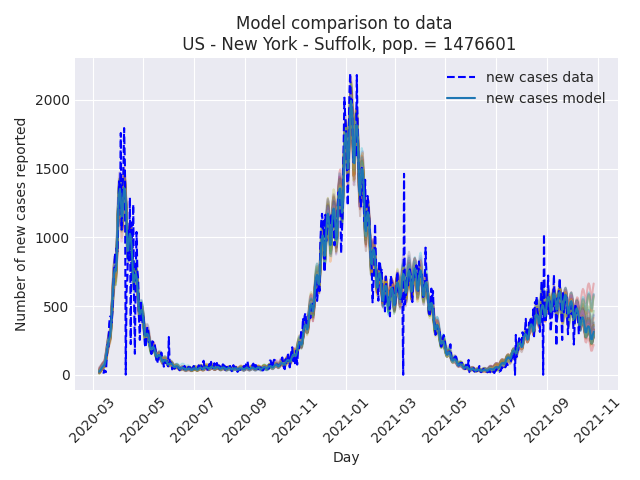 Model comparison to data
US - New York - Suffolk, pop. = 1476601
new cases data
new cases model
Number of new cases reported
2000
1500
1000
500
0
2020-03
2020-05
2020-07
2020-09
2020-11
2021-01
2021-03
2021-05
2021-07
2021-09
2021-11
Day